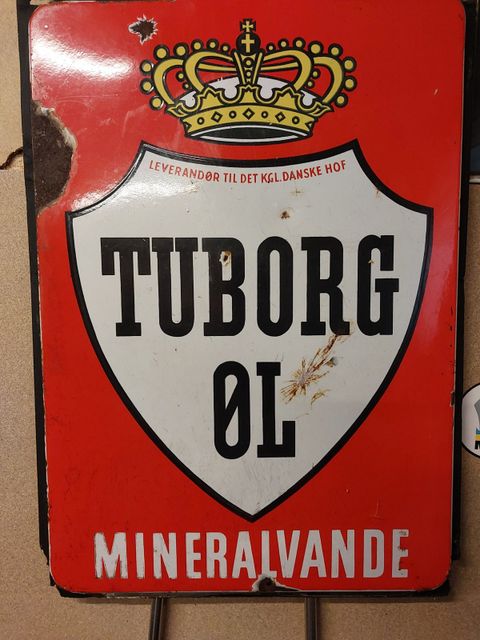 LEVERANDØR TIL DET KGL. DANSKE HOF
TUBORG
ØL
MINERALVANDE